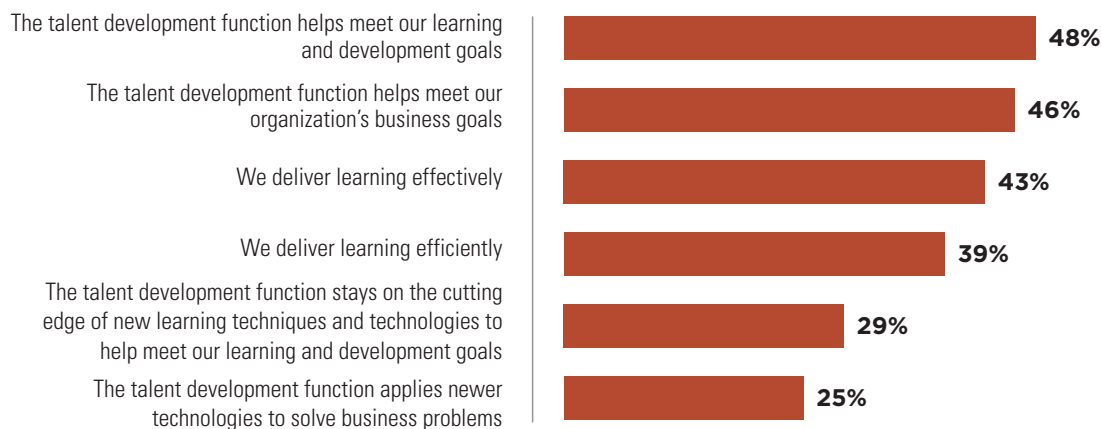 The talent development function helps meet our learning
and development goals
48%
The talent development function helps meet our
organization’s business goals
46%
We deliver learning effectively
43%
We deliver learning efficiently
39%
The talent development function stays on the cutting
edge of new learning techniques and technologies to
help meet our learning and development goals
29%
The talent development function applies newer
technologies to solve business problems
25%